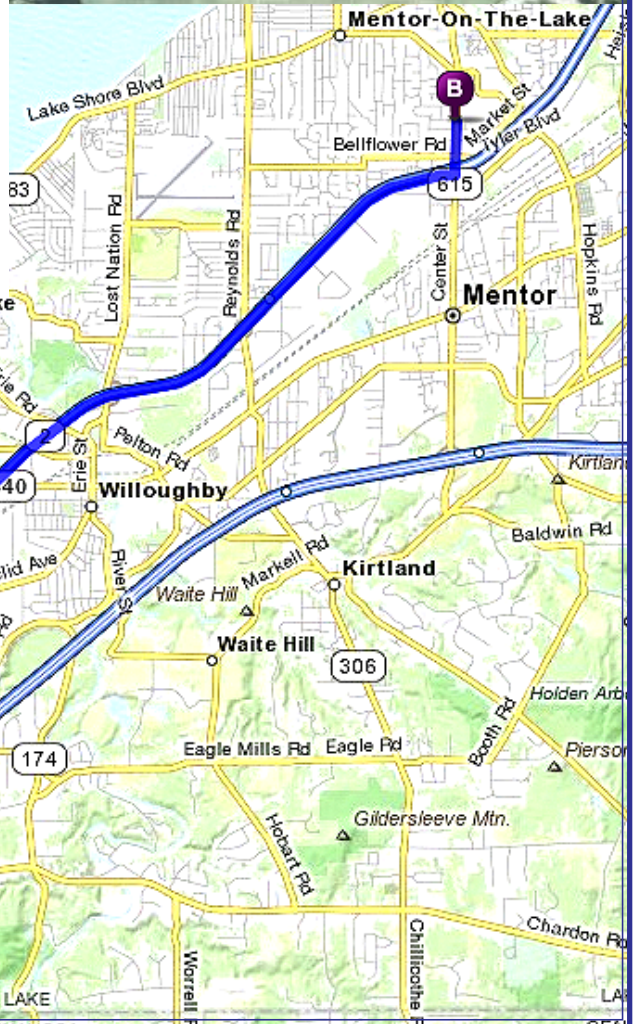 Mentor-On-The-Lake
B
Lake Shore Blvd
Market St
Tyler Blvd
Bellflower Rd
83
615
Lost Nation Rd
Reynolds Rd
Center St
Hopkins Rd
Mentor
2
Pelton Rd
Erie St
40
Willoughby
Kirtlan
Baldwin Rd
River St
Markell Rd
Kirtland
Waite Hill
Waite Hill
306
Holden Arb
Booth Rd
174
Eagle Mills Rd
Eagle Rd
Pierson
Gildersleeve Mtn.
Hobart Rd
Chardon Rd
Chillicothe
Worrell
LAKE
LA